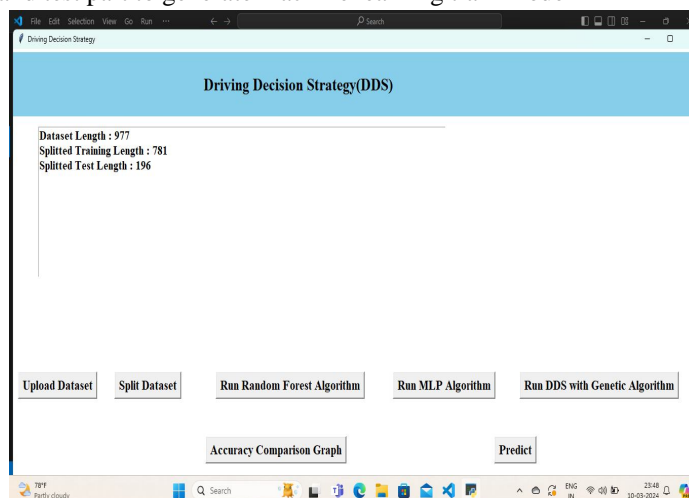 File Edit Selection View Go Run ··· Search
Driving Decision Strategy
Driving Decision Strategy(DDS)
Dataset Length : 977
Splitted Training Length : 781
Splitted Test Length : 196
Upload Dataset Split Dataset Run Random Forest Algorithm Run MLP Algorithm Run DDS with Genetic Algorithm
Accuracy Comparison Graph Predict
78°F
Partly cloudy
Search
ENG
IN
23:48
10-03-2024